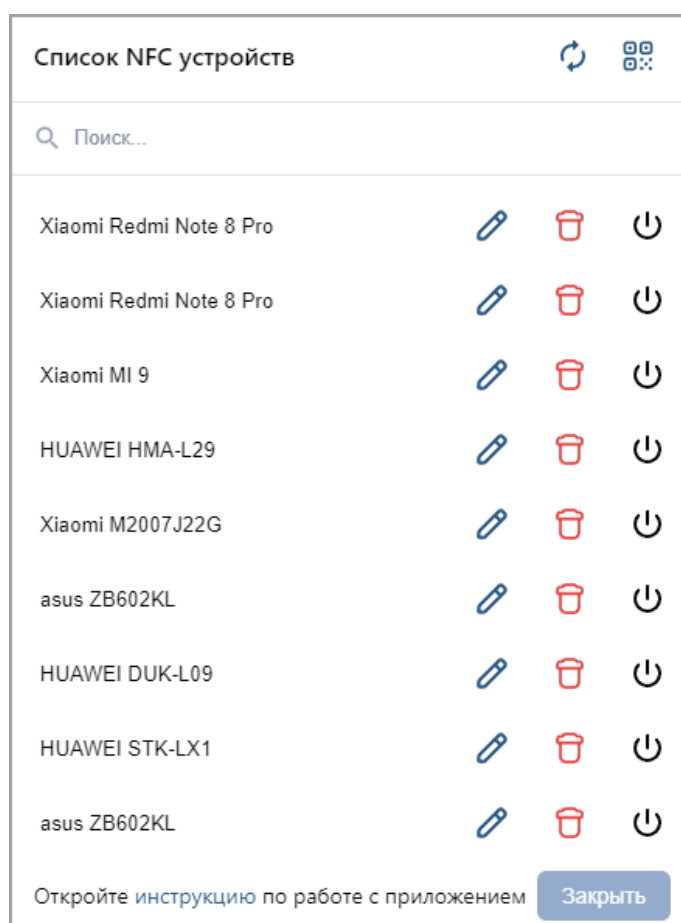 Список NFC устройств
Поиск...
Xiaomi Redmi Note 8 Pro
Xiaomi Redmi Note 8 Pro
Xiaomi MI 9
HUAWEI HMA-L29
Xiaomi M2007J22G
asus ZB602KL
HUAWEI DUK-L09
HUAWEI STK-LX1
asus ZB602KL
Откройте инструкцию по работе с приложением Закрыть